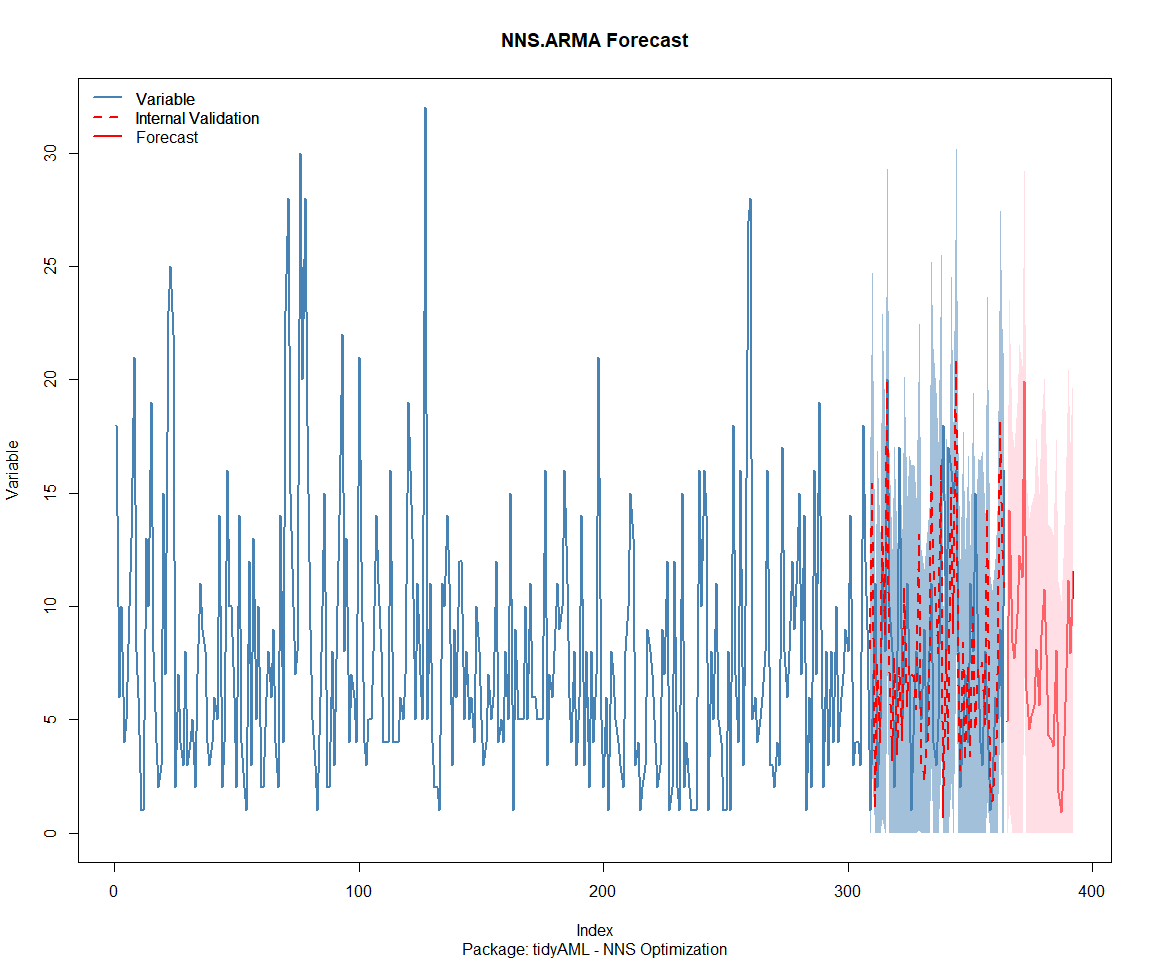 NNS.ARMA Forecast
Variable
Internal Validation
Forecast
Variable
30
25
20
15
10
5
0
0 100 200 300 400
Index
Package: tidyAML - NNS Optimization